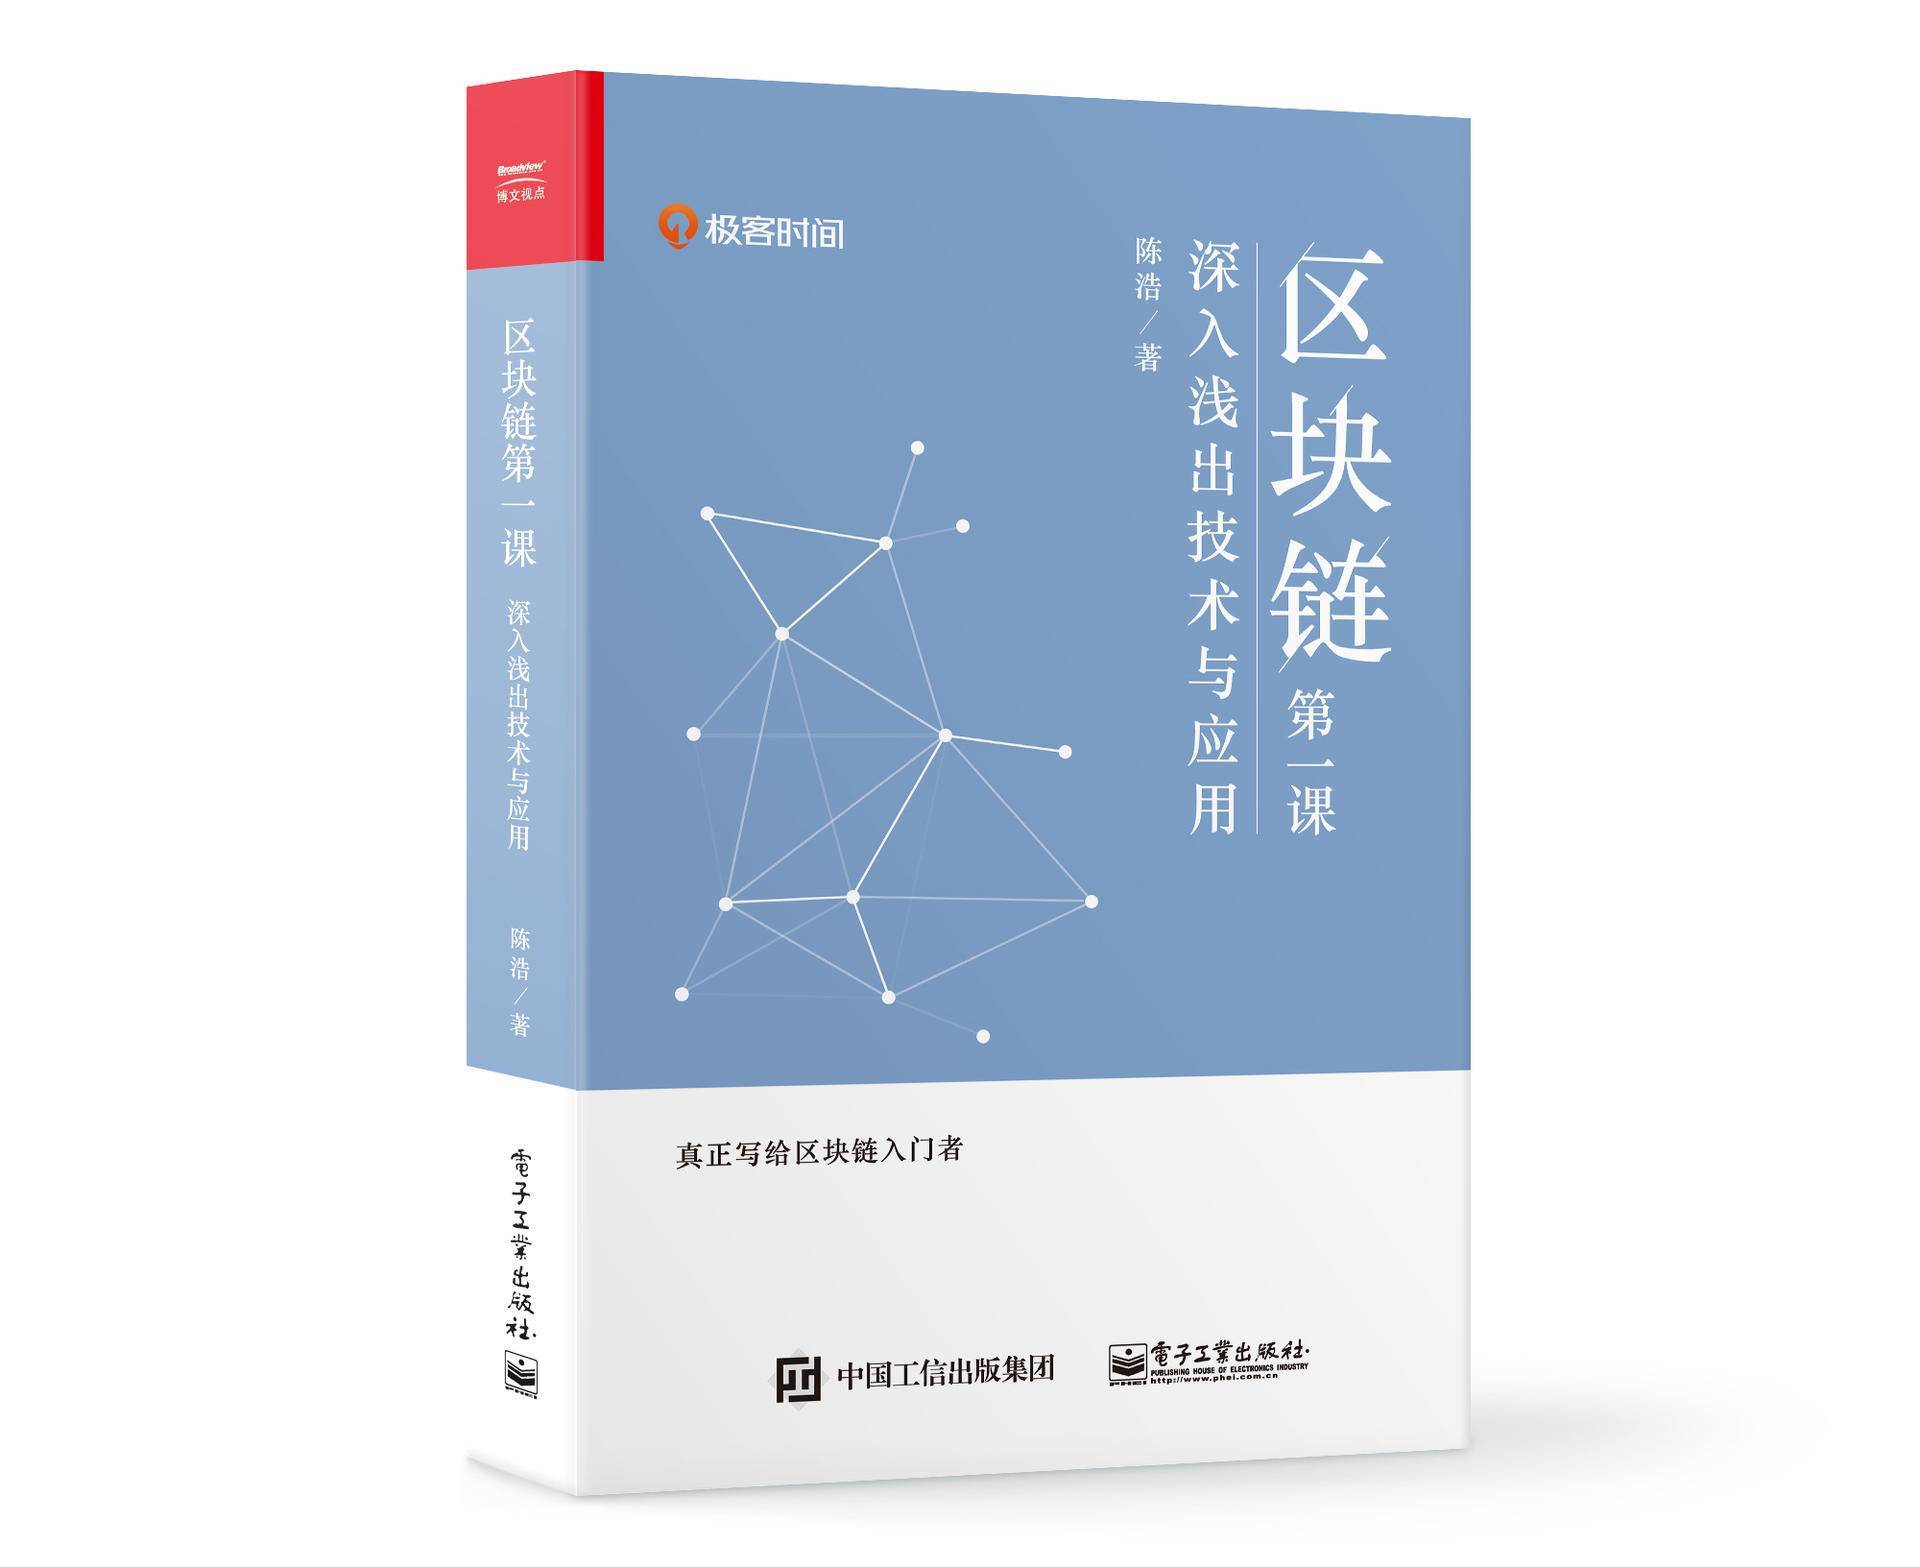 Broadview
博文视点
区块链第一课
深入浅出技术与应用
陈浩/著
電子工業出版社.
PHEI
极客时间
区块链第一课
深入浅出技术与应用
陈浩/著
真正写给区块链入门者
中国工信出版集团
電子工業出版社.
PUBLISHING HOUSE OF ELECTRONICS INDUSTRY
http://www.phei.com.cn
PHEI